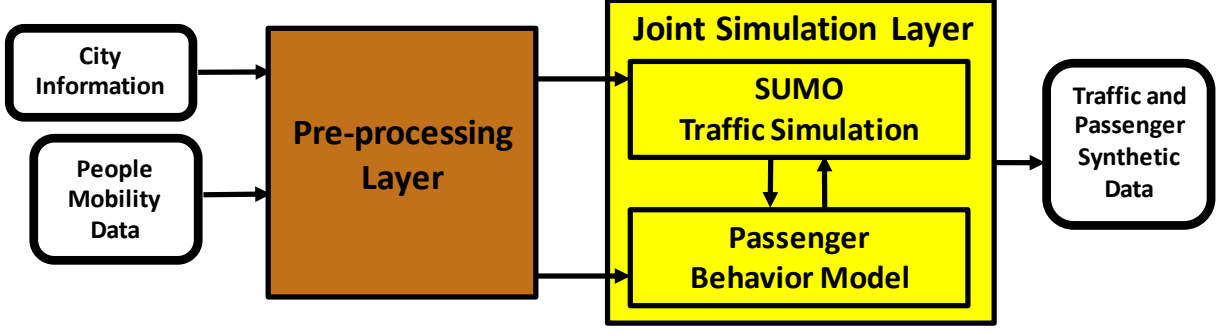 City
Information
People
Mobility
Data
Pre-processing
Layer
Joint Simulation Layer
SUMO
Traffic Simulation
Passenger
Behavior Model
Traffic and
Passenger
Synthetic
Data